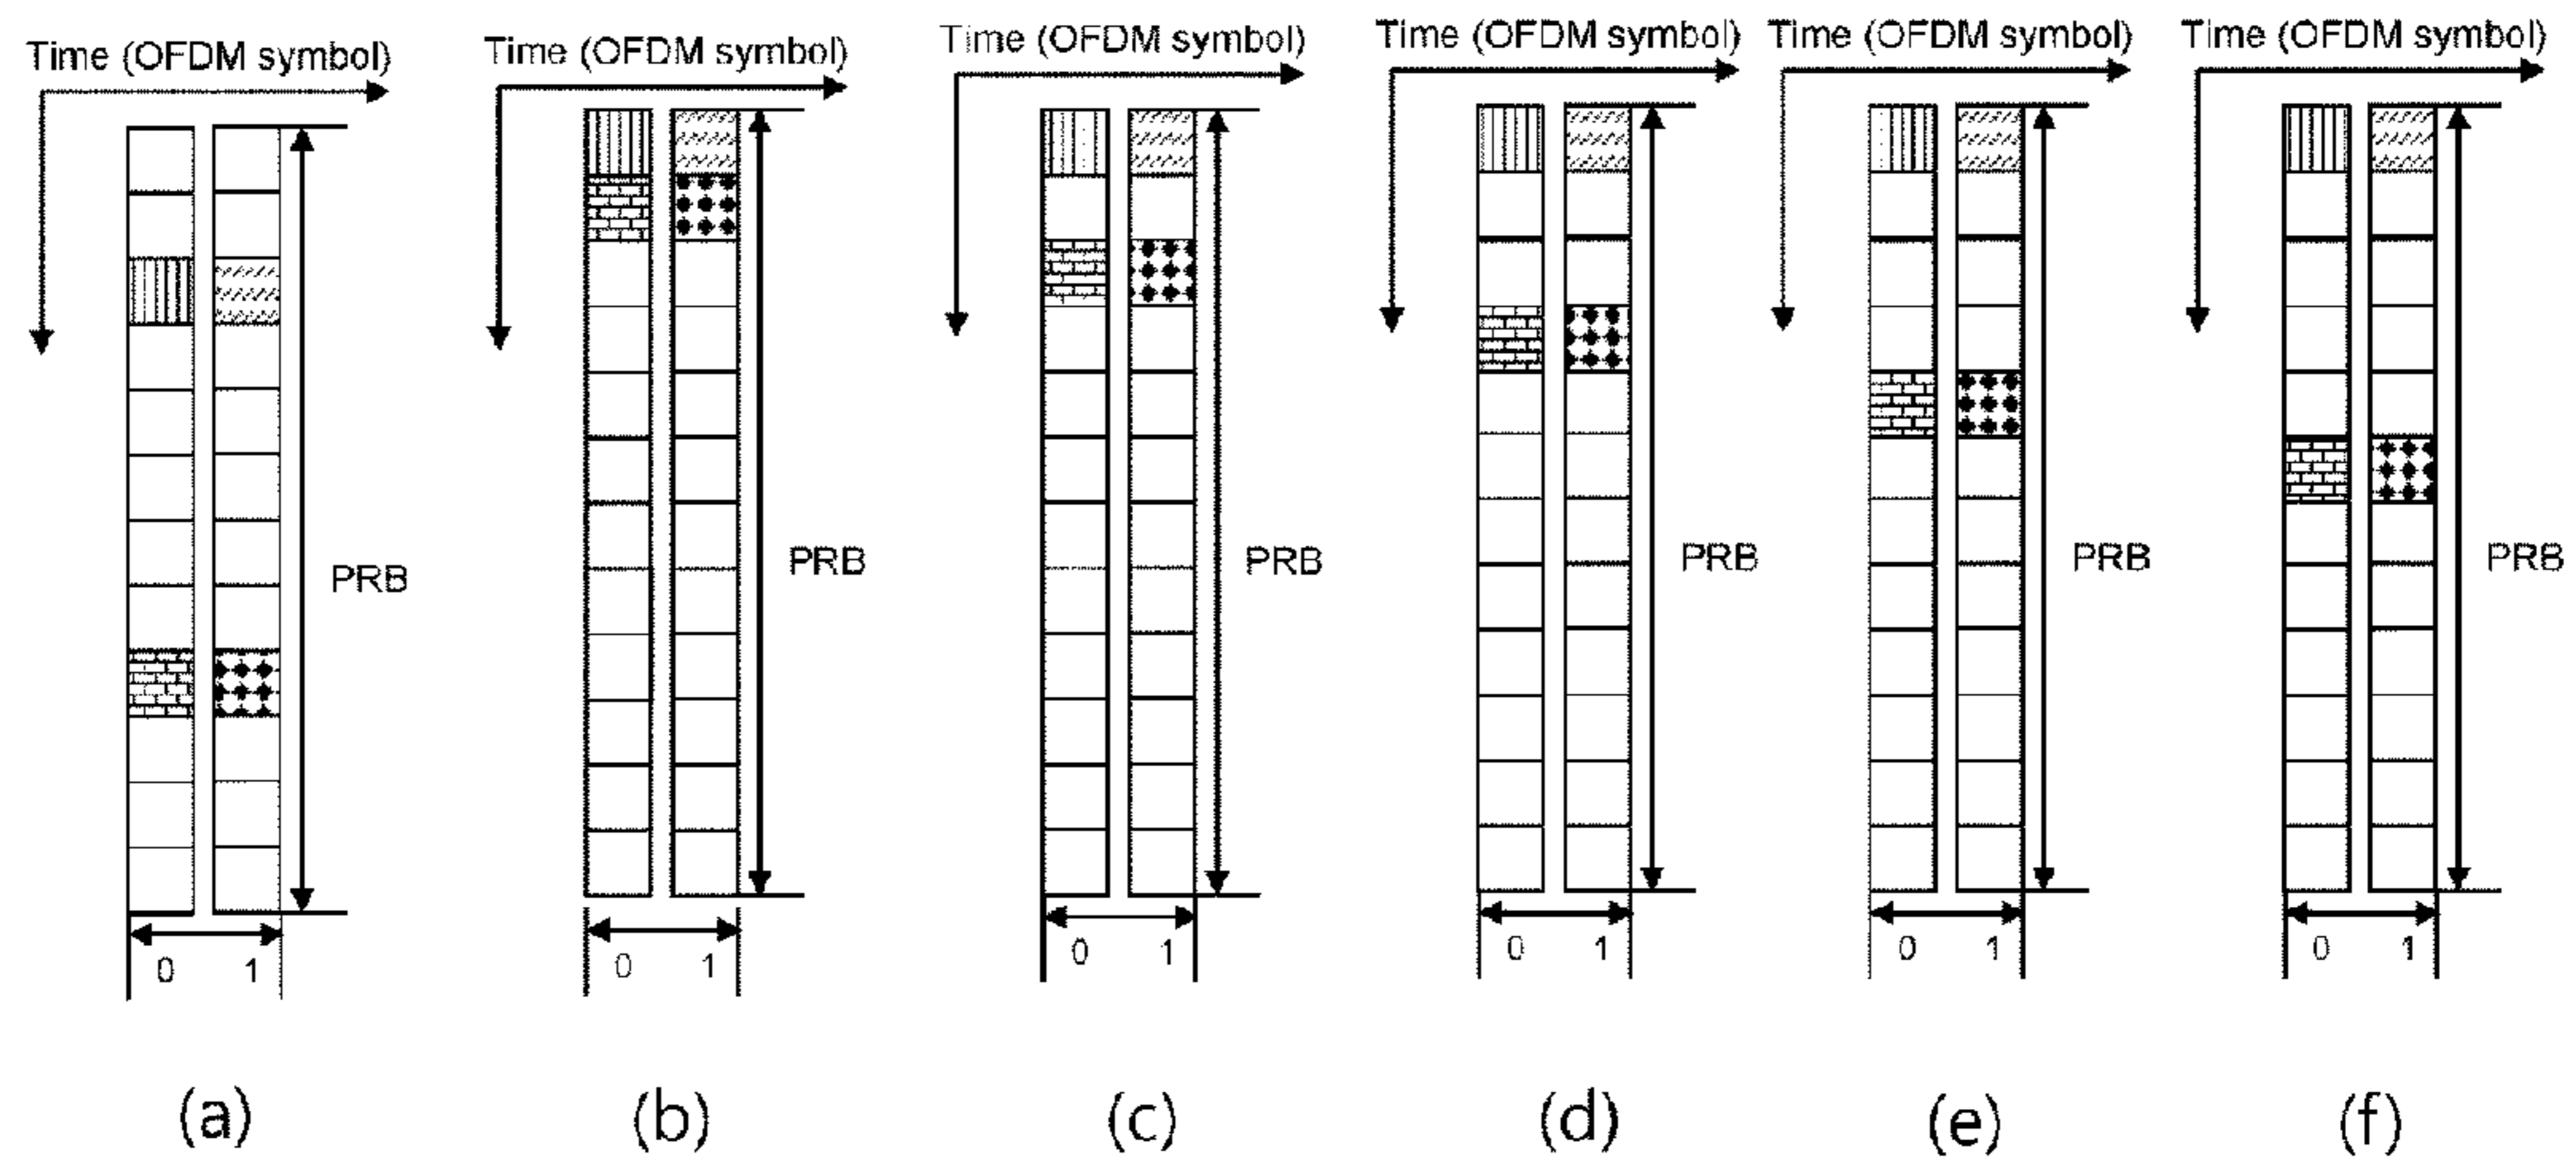 Time (OFDM symbol) Time (OFDM symbol) Time (OFDM symbol) Time (OFDM symbol) Time (OFDM symbol) Time (OFDM symbol)
PRB PRB PRB PRB PRB PRB
0 1 0 1 0 1 0 1 0 1 0 1
(a) (b) (c) (d) (e) (f)